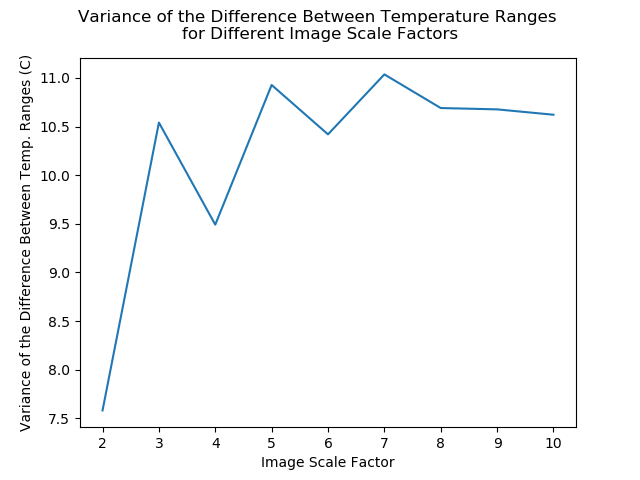 Variance of the Difference Between Temperature Ranges
for Different Image Scale Factors
Variance of the Difference Between Temp. Ranges (C)
11.0
10.5
10.0
9.5
9.0
8.5
8.0
7.5
2 3 4 5 6 7 8 9 10
Image Scale Factor